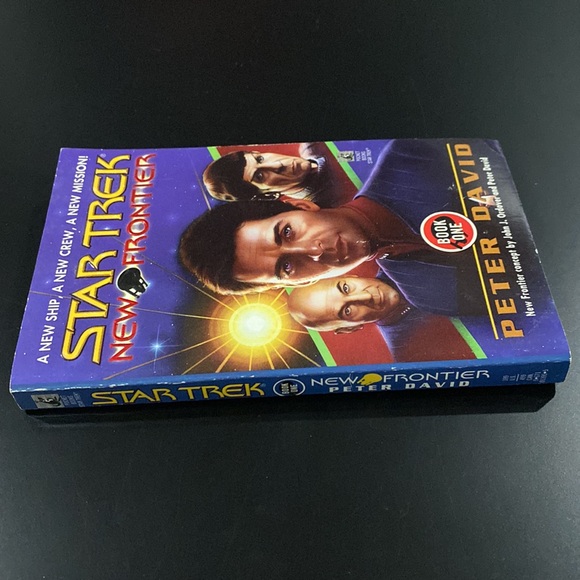 A NEW SHIP, A NEW CREW, A NEW MISSION!
STAR TREK
NEW FRONTIER
BOOK
ONE
PETER DAVID
New Frontier concept by John J. Ordover and Peter David
STAR TREK
BOOK
ONE
NEW FRONTIER
PETER DAVID